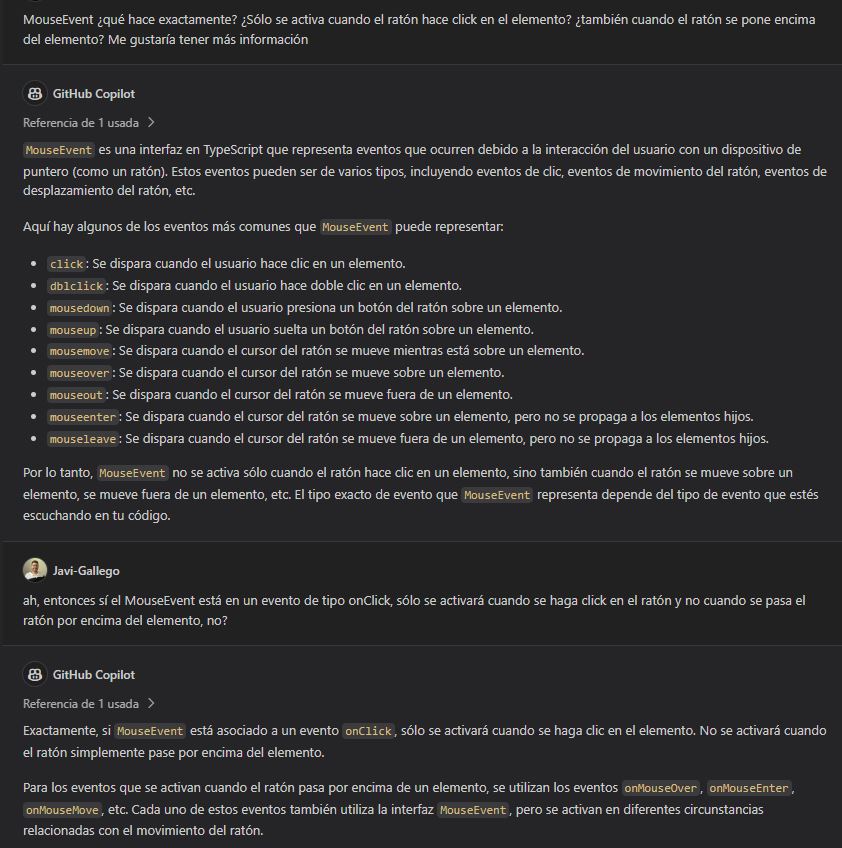 MouseEvent ¿qué hace exactamente? ¿Sólo se activa cuando el ratón hace click en el elemento? ¿también cuando el ratón se pone encima
del elemento? Me gustaría tener más información
GitHub Copilot
Referencia de 1 usada
MouseEvent es una interfaz en TypeScript que representa eventos que ocurren debido a la interacción del usuario con un dispositivo de
puntero (como un ratón). Estos eventos pueden ser de varios tipos, incluyendo eventos de clic, eventos de movimiento del ratón, eventos de
desplazamiento del ratón, etc.
Aquí hay algunos de los eventos más comunes que MouseEvent puede representar:
• click: Se dispara cuando el usuario hace clic en un elemento.
• dblclick: Se dispara cuando el usuario hace doble clic en un elemento.
• mousedown: Se dispara cuando el usuario presiona un botón del ratón sobre un elemento.
• mouseup: Se dispara cuando el usuario suelta un botón del ratón sobre un elemento.
• mousemove: Se dispara cuando el cursor del ratón se mueve mientras está sobre un elemento.
• mouseover: Se dispara cuando el cursor del ratón se mueve sobre un elemento.
• mouseout: Se dispara cuando el cursor del ratón se mueve fuera de un elemento.
• mouseenter: Se dispara cuando el cursor del ratón se mueve sobre un elemento, pero no se propaga a los elementos hijos.
• mouseleave: Se dispara cuando el cursor del ratón se mueve fuera de un elemento, pero no se propaga a los elementos hijos.
Por lo tanto, MouseEvent no se activa sólo cuando el ratón hace clic en un elemento, sino también cuando el ratón se mueve sobre un
elemento, se mueve fuera de un elemento, etc. El tipo exacto de evento que MouseEvent representa depende del tipo de evento que estés
escuchando en tu código.
Javi-Gallego
ah, entonces sí el MouseEvent está en un evento de tipo onClick, sólo se activará cuando se haga click en el ratón y no cuando se pasa el
ratón por encima del elemento, no?
GitHub Copilot
Referencia de 1 usada
Exactamente, si MouseEvent está asociado a un evento onClick, sólo se activará cuando se haga clic en el elemento. No se activará cuando
el ratón simplemente pase por encima del elemento.
Para los eventos que se activan cuando el ratón pasa por encima de un elemento, se utilizan los eventos onMouseOver, onMouseEnter,
onMouseMove, etc. Cada uno de estos eventos también utiliza la interfaz MouseEvent, pero se activan en diferentes circunstancias
relacionadas con el movimiento del ratón.